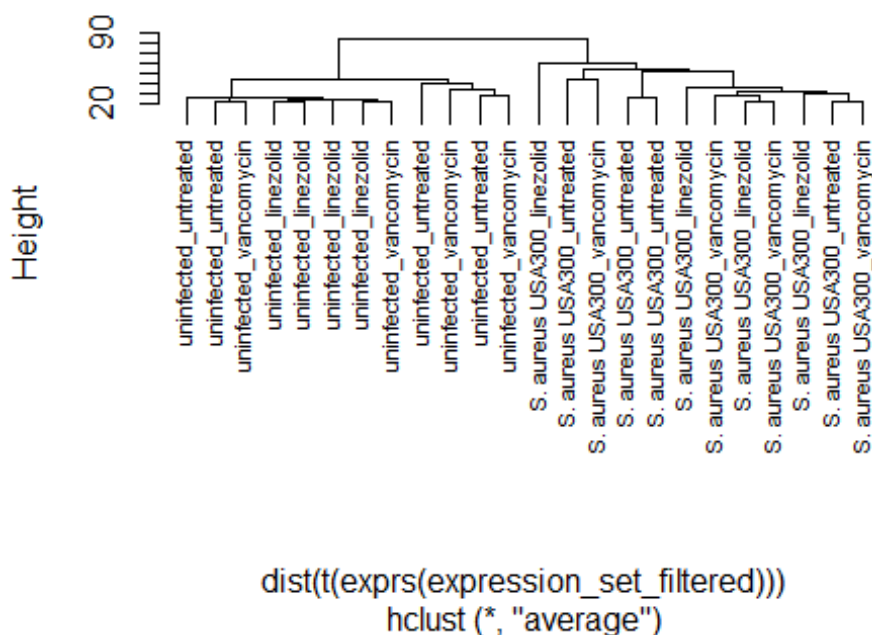 90
20
Height
uninfected_untreated
uninfected_untreated
uninfected_vancomycin
uninfected_linezolid
uninfected_linezolid
uninfected_linezolid
uninfected_linezolid
uninfected_vancomycin
uninfected_untreated
uninfected_vancomycin
uninfected_untreated
uninfected_vancomycin
S. aureus USA300_linezolid
S. aureus USA300_untreated
S. aureus USA300_vancomycin
S. aureus USA300_untreated
S. aureus USA300_untreated
S. aureus USA300_linezolid
S. aureus USA300_vancomycin
S. aureus USA300_linezolid
S. aureus USA300_vancomycin
S. aureus USA300_linezolid
S. aureus USA300_untreated
S. aureus USA300_vancomycin
dist(t(exprs(expression_set_filtered)))
hclust (*, "average")